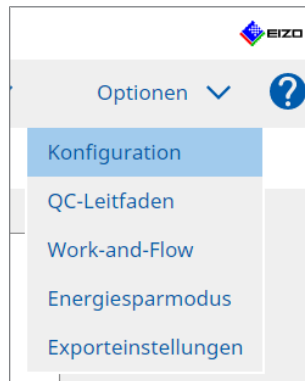 EIZO
Optionen
?
Konfiguration
QC-Leitfaden
Work-and-Flow
Energiesparmodus
Exporteinstellungen